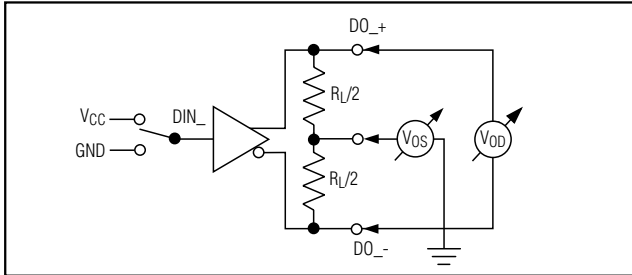 DO_+
VCC
DIN_
RL/2
VOS
VOD
GND
RL/2
DO_-